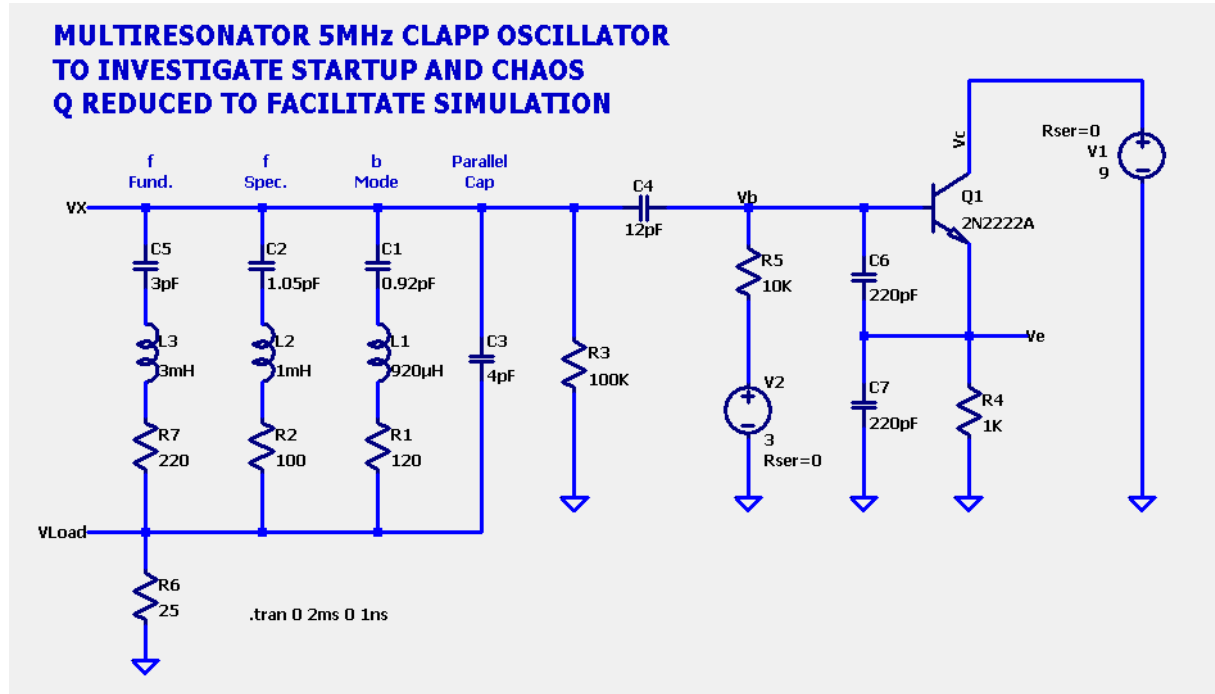 MULTIRESONATOR 5MHz CLAPP OSCILLATOR
TO INVESTIGATE STARTUP AND CHAOS
Q REDUCED TO FACILITATE SIMULATION
f
Fund.
f
Spec.
b
Mode
Parallel
Cap
VX
C5
3pF
L3
3mH
R7
220
C2
1.05pF
L2
1mH
R2
100
C1
0.92pF
L1
920µH
R1
120
C3
4pF
R3
100K
C4
12pF
Vb
R5
10K
V2
3
Rser=0
C6
220pF
C7
220pF
Vc
Q1
2N2222A
Ve
R4
1K
Rser=0
V1
9
VLoad
R6
25
.tran 0 2ms 0 1ns